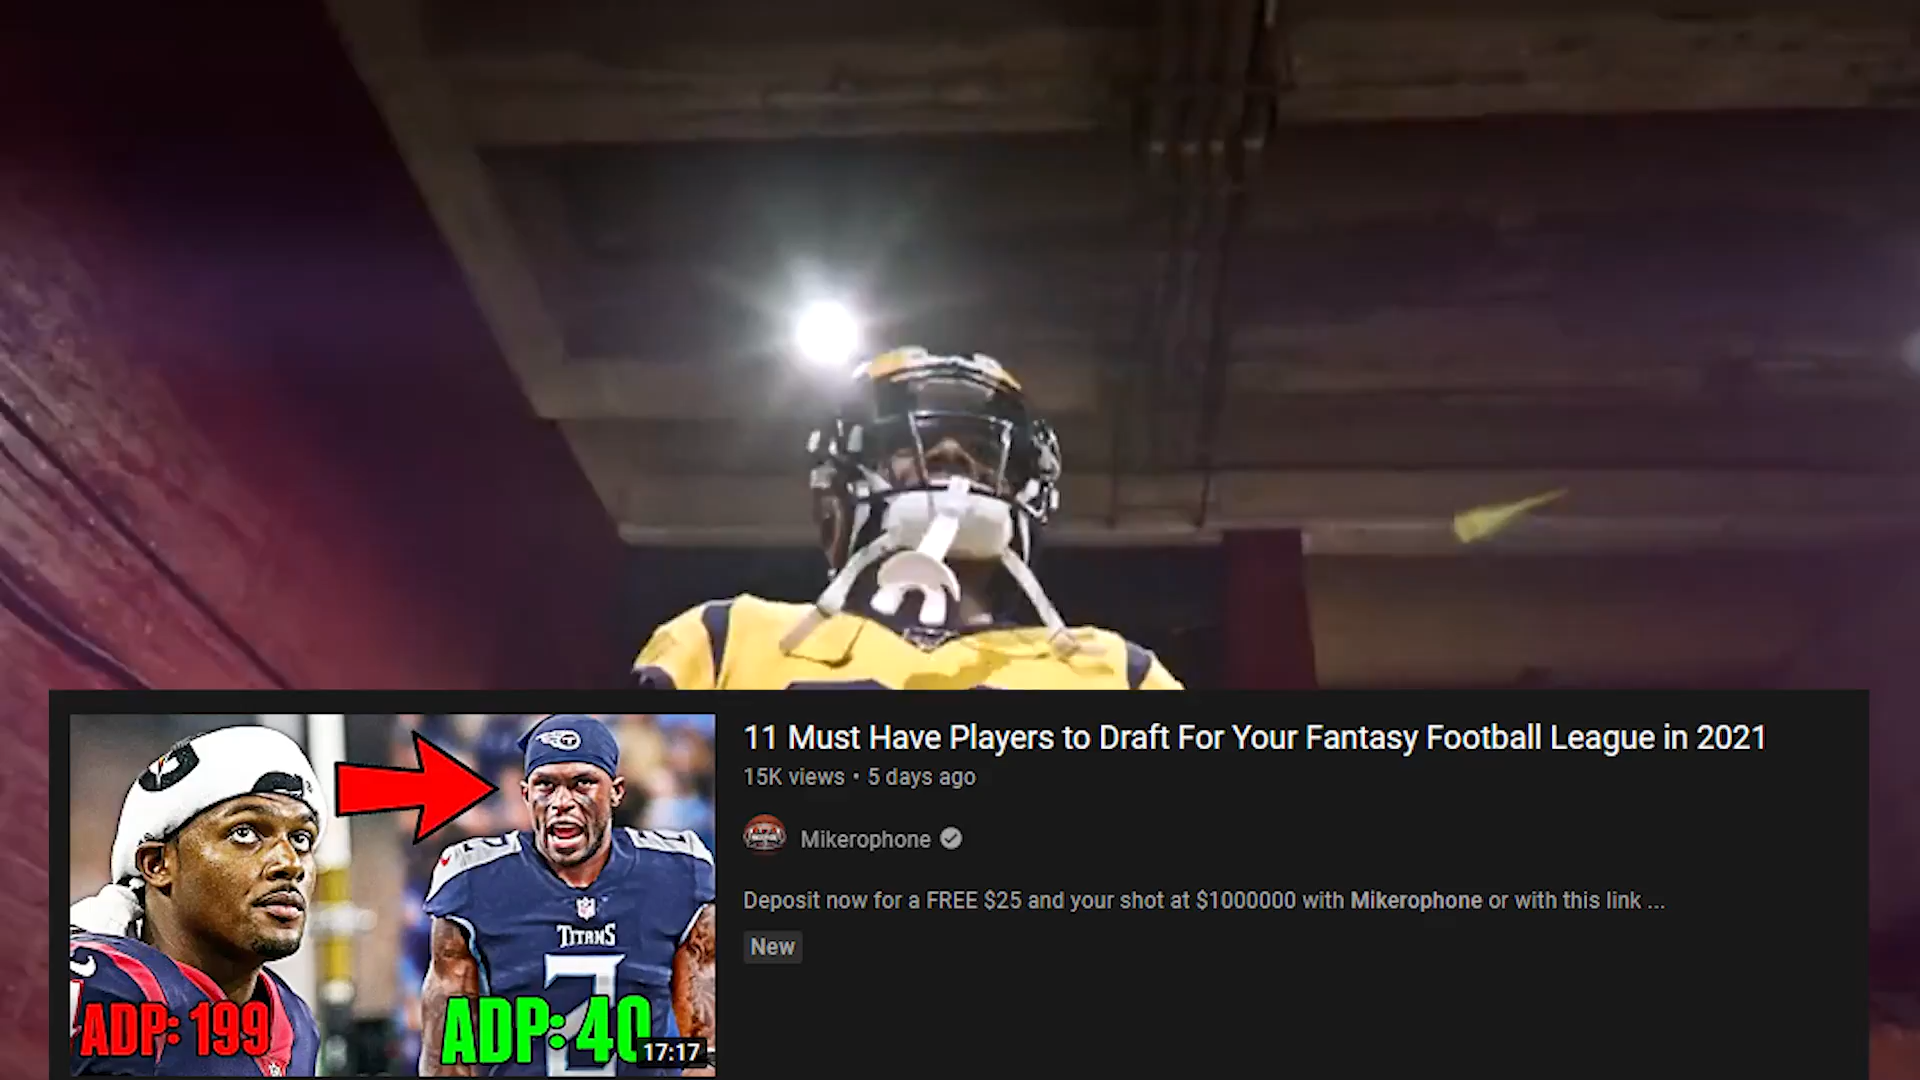 11 Must Have Players to Draft For Your Fantasy Football League in 2021
15K views • 5 days ago
Mikerophone
Deposit now for a FREE $25 and your shot at $1000000 with Mikerophone or with this link ...
New
TITANS
2
ADP: 199
ADP: 40
17:17